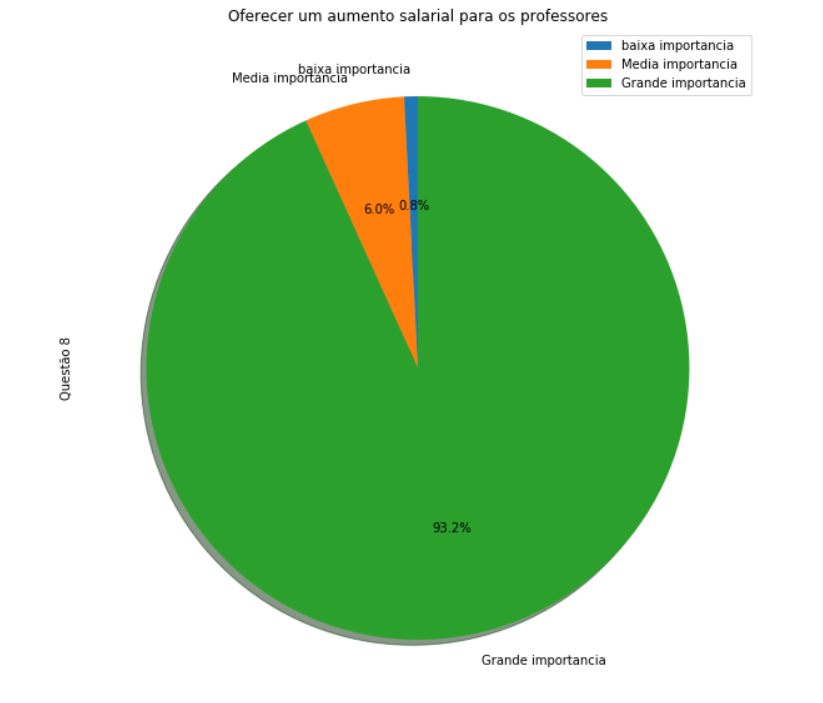 Oferecer um aumento salarial para os professores
baixa importancia
Media importancia
Grande importancia
baixa importancia
Media importancia
6.0%
0.8%
Questão 8
93.2%
Grande importancia